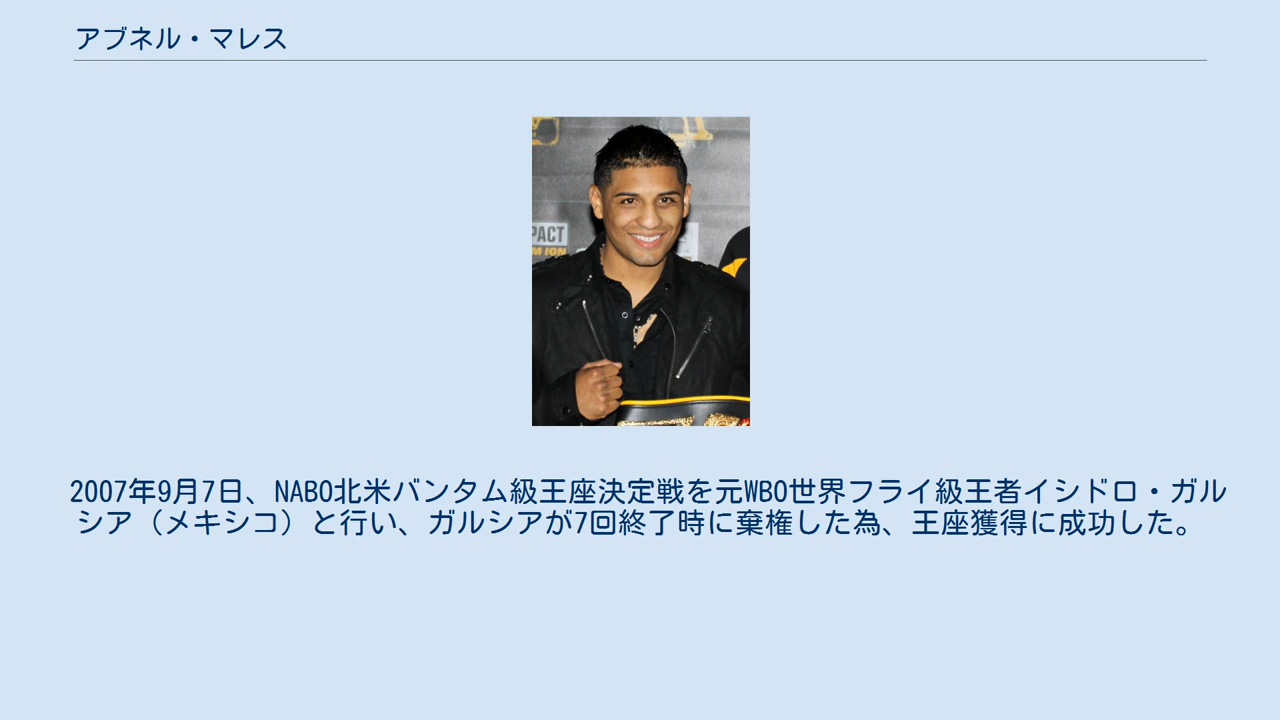 アブネル・マレス
PACT
M ION
2007年9月7日、NABO北米バンタム級王座決定戦を元WBO世界フライ級王者イシドロ・ガル
シア（メキシコ）と行い、ガルシアが7回終了時に棄権した為、王座獲得に成功した。